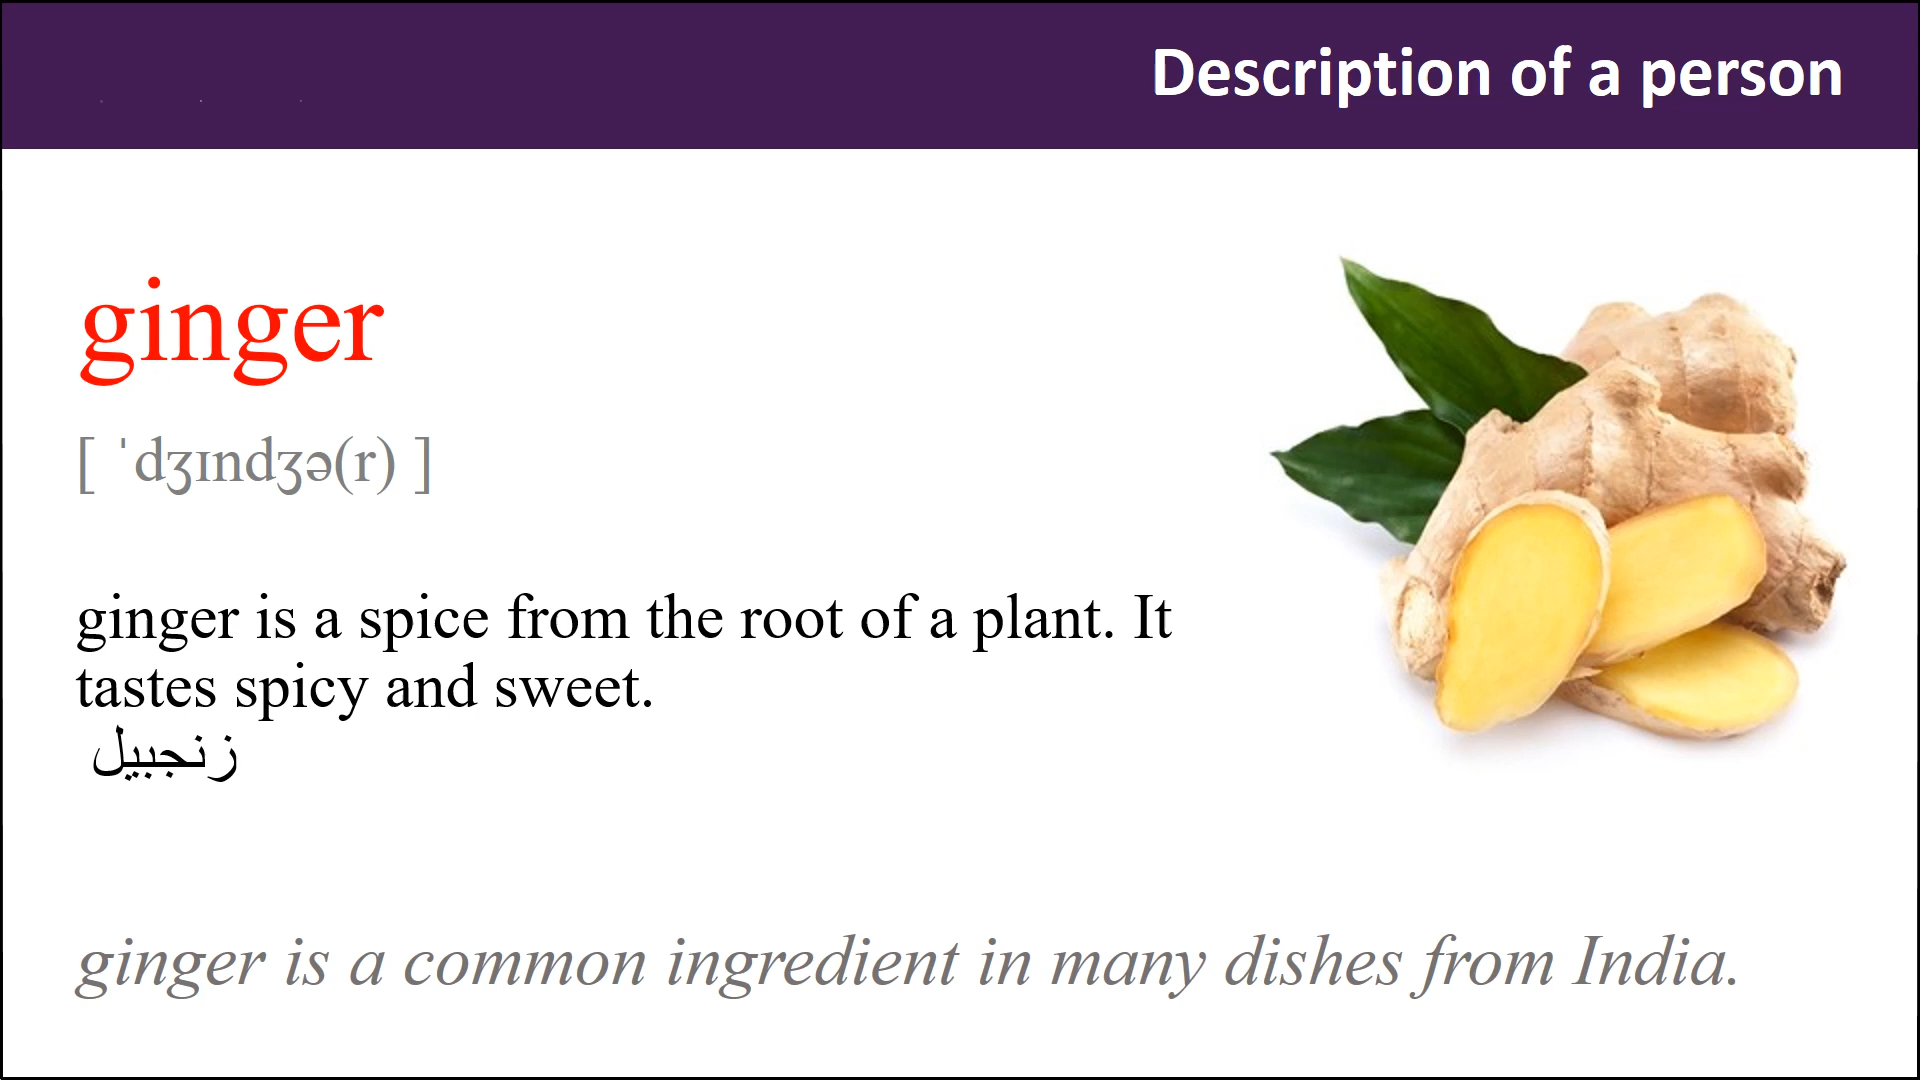 Description of a person
ginger
[ ˈdʒɪndʒə(r) ]
ginger is a spice from the root of a plant. It
tastes spicy and sweet.
زنجبيل
ginger is a common ingredient in many dishes from India.